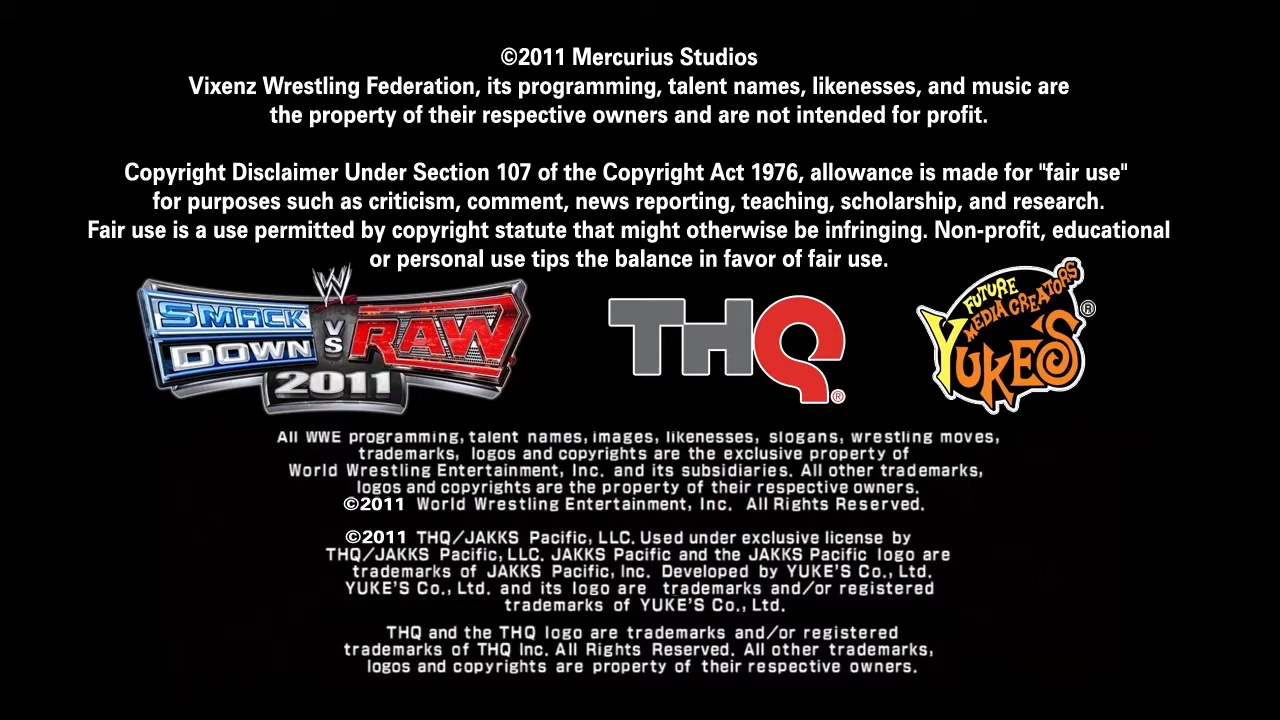 ©2011 Mercurius Studios
Vixenz Wrestling Federation, its programming, talent names, likenesses, and music are
the property of their respective owners and are not intended for profit.
Copyright Disclaimer Under Section 107 of the Copyright Act 1976, allowance is made for "fair use"
for purposes such as criticism, comment, news reporting, teaching, scholarship, and research.
Fair use is a use permitted by copyright statute that might otherwise be infringing. Non-profit, educational
or personal use tips the balance in favor of fair use.
W
SMACK
DOWN
VS
RAW
2011
THQ®
FUTURE
MEDIA CREATORS
YUKE'S®
All WWE programming, talent names, images, likenesses, slogans, wrestling moves,
trademarks, logos and copyrights are the exclusive property of
World Wrestling Entertainment, Inc. and its subsidiaries. All other trademarks,
logos and copyrights are the property of their respective owners.
©2011 World Wrestling Entertainment, Inc. All Rights Reserved.
©2011 THQ/JAKKS Pacific, LLC. Used under exclusive license by
THQ/JAKKS Pacific, LLC. JAKKS Pacific and the JAKKS Pacific logo are
trademarks of JAKKS Pacific, Inc. Developed by YUKE'S Co., Ltd.
YUKE'S Co., Ltd. and its logo are trademarks and/or registered
trademarks of YUKE'S Co., Ltd.
THQ and the THQ logo are trademarks and/or registered
trademarks of THQ Inc. All Rights Reserved. All other trademarks,
logos and copyrights are property of their respective owners.